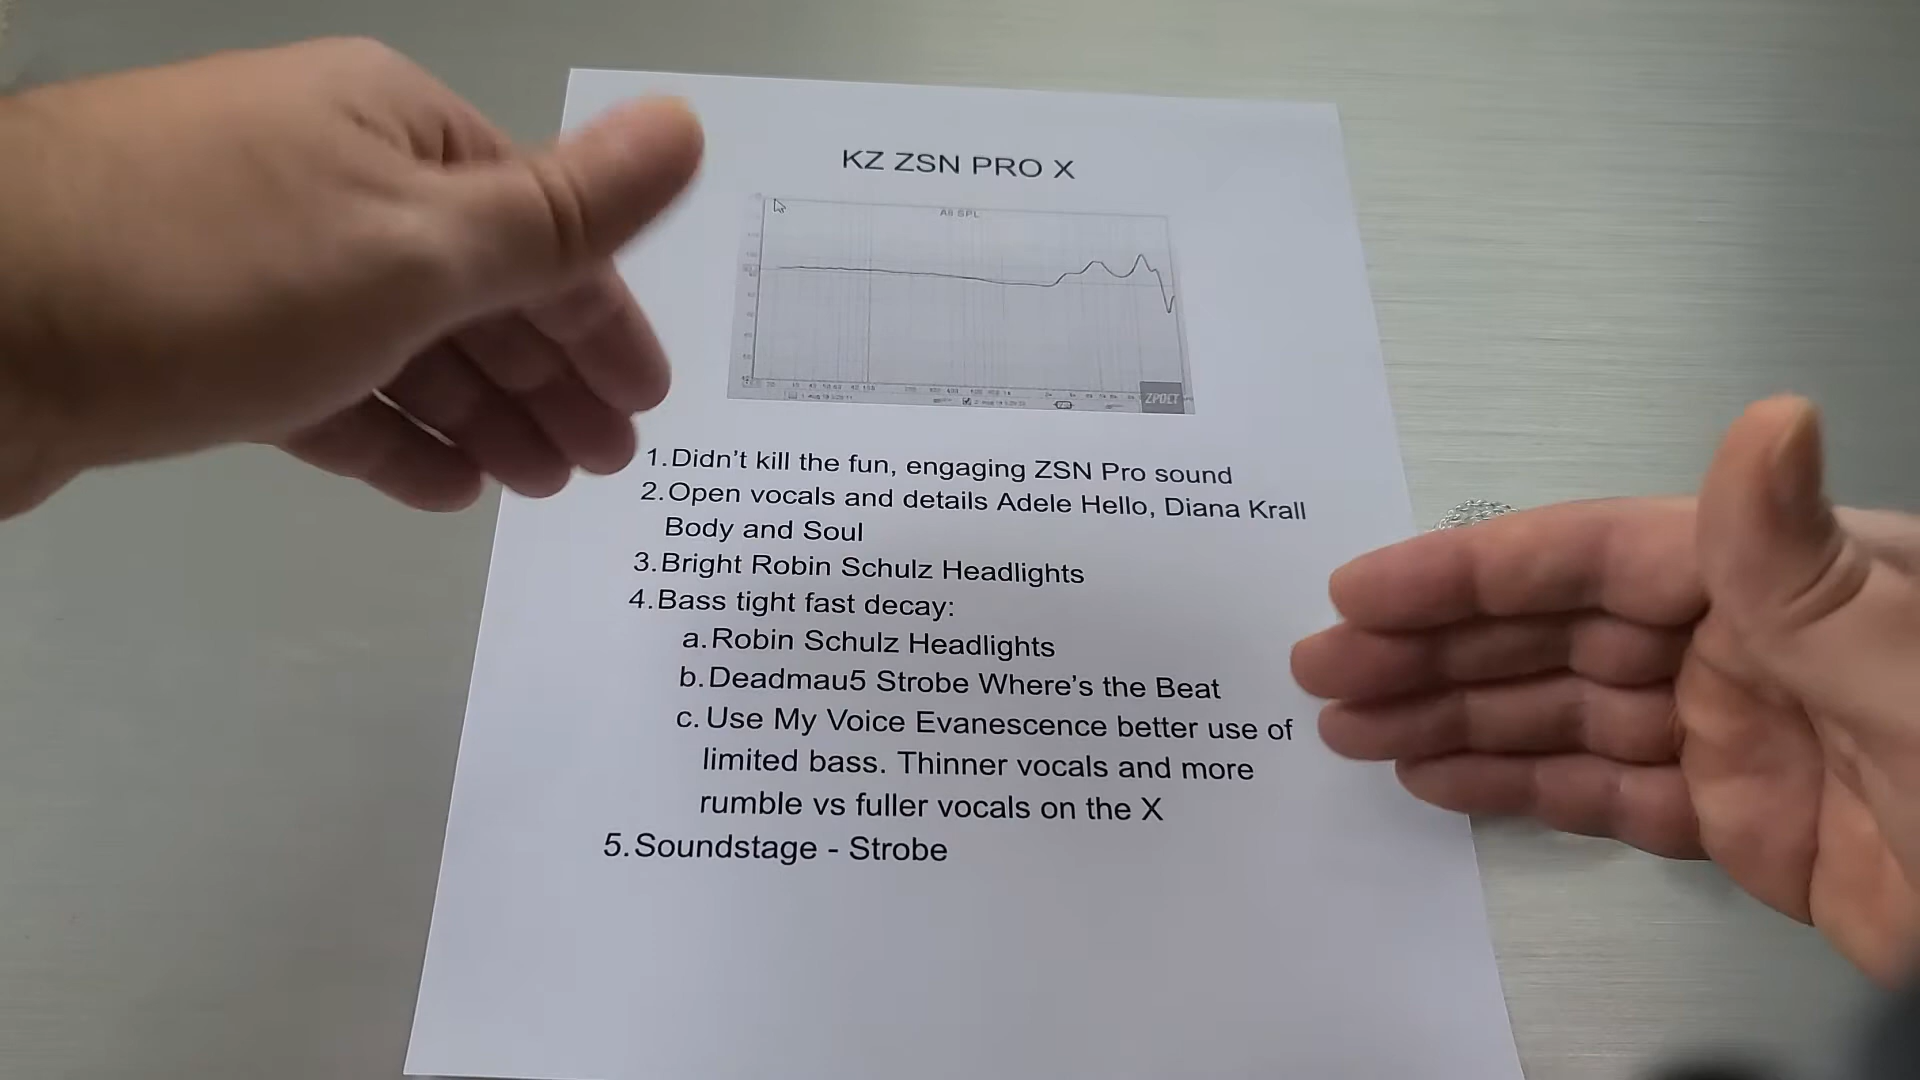 KZ ZSN PRO X
All SPL
ZPOLT
1.Didn't kill the fun, engaging ZSN Pro sound
2.Open vocals and details Adele Hello, Diana Krall
Body and Soul
3.Bright Robin Schulz Headlights
4.Bass tight fast decay:
a.Robin Schulz Headlights
b.Deadmau5 Strobe Where's the Beat
c.Use My Voice Evanescence better use of
limited bass. Thinner vocals and more
rumble vs fuller vocals on the X
5.Soundstage - Strobe